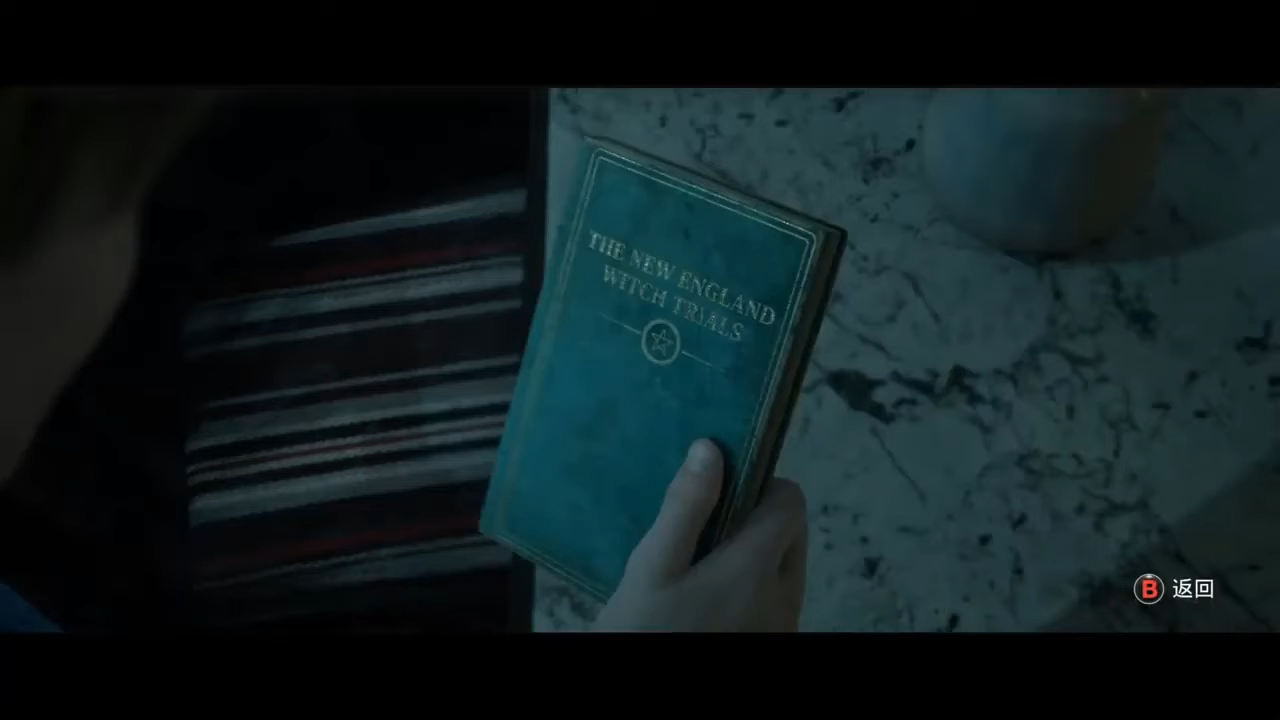 THE NEW ENGLAND
WITCH TRIALS
B 返回